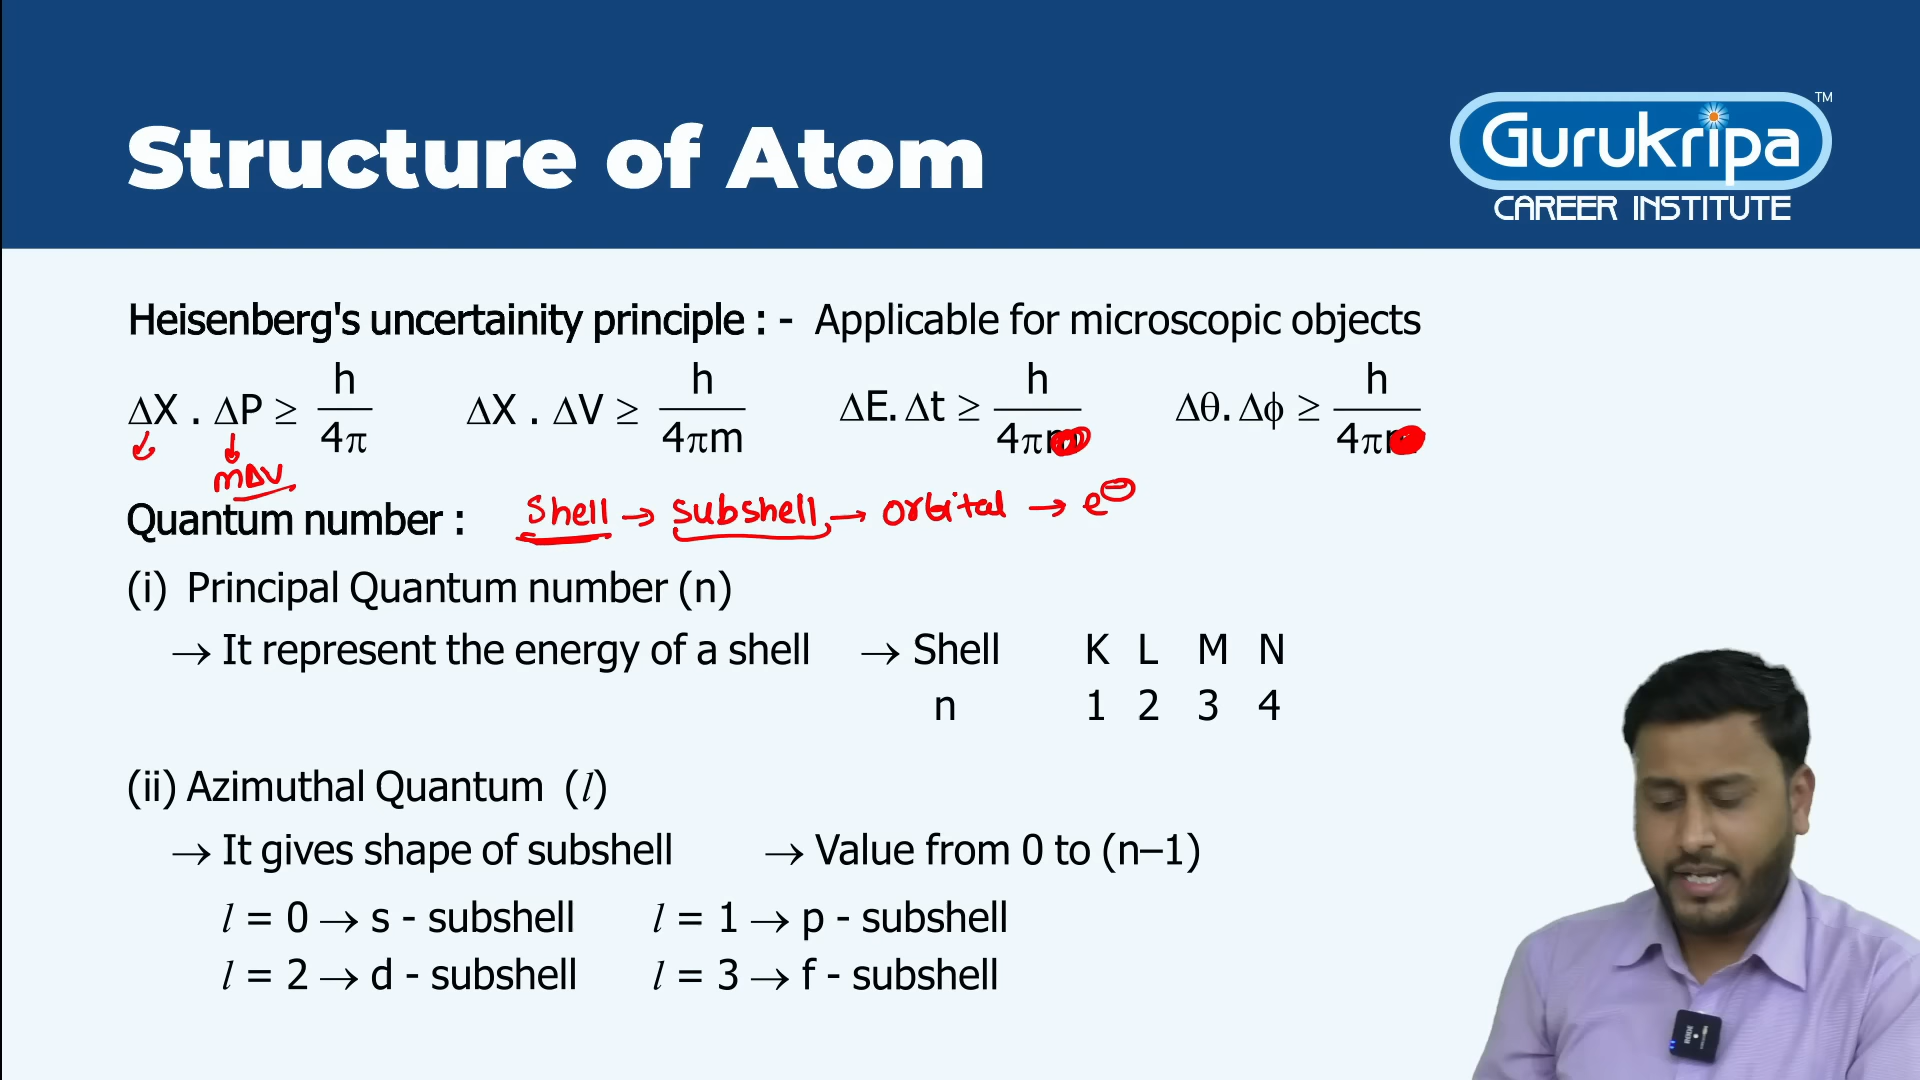 Structure of Atom
Gurukripa TM
CAREER INSTITUTE
Heisenberg's uncertainity principle : - Applicable for microscopic objects
ΔX . ΔP ≥ h/4π ΔX . ΔV ≥ h/4πm ΔE. Δt ≥ h/4π Δθ. Δϕ ≥ h/4π
mΔV
Quantum number : Shell → subshell → orbital → e⊖
(i) Principal Quantum number (n)
→ It represent the energy of a shell → Shell K L M N
n 1 2 3 4
(ii) Azimuthal Quantum (l)
→ It gives shape of subshell → Value from 0 to (n–1)
l = 0 → s - subshell l = 1 → p - subshell
l = 2 → d - subshell l = 3 → f - subshell